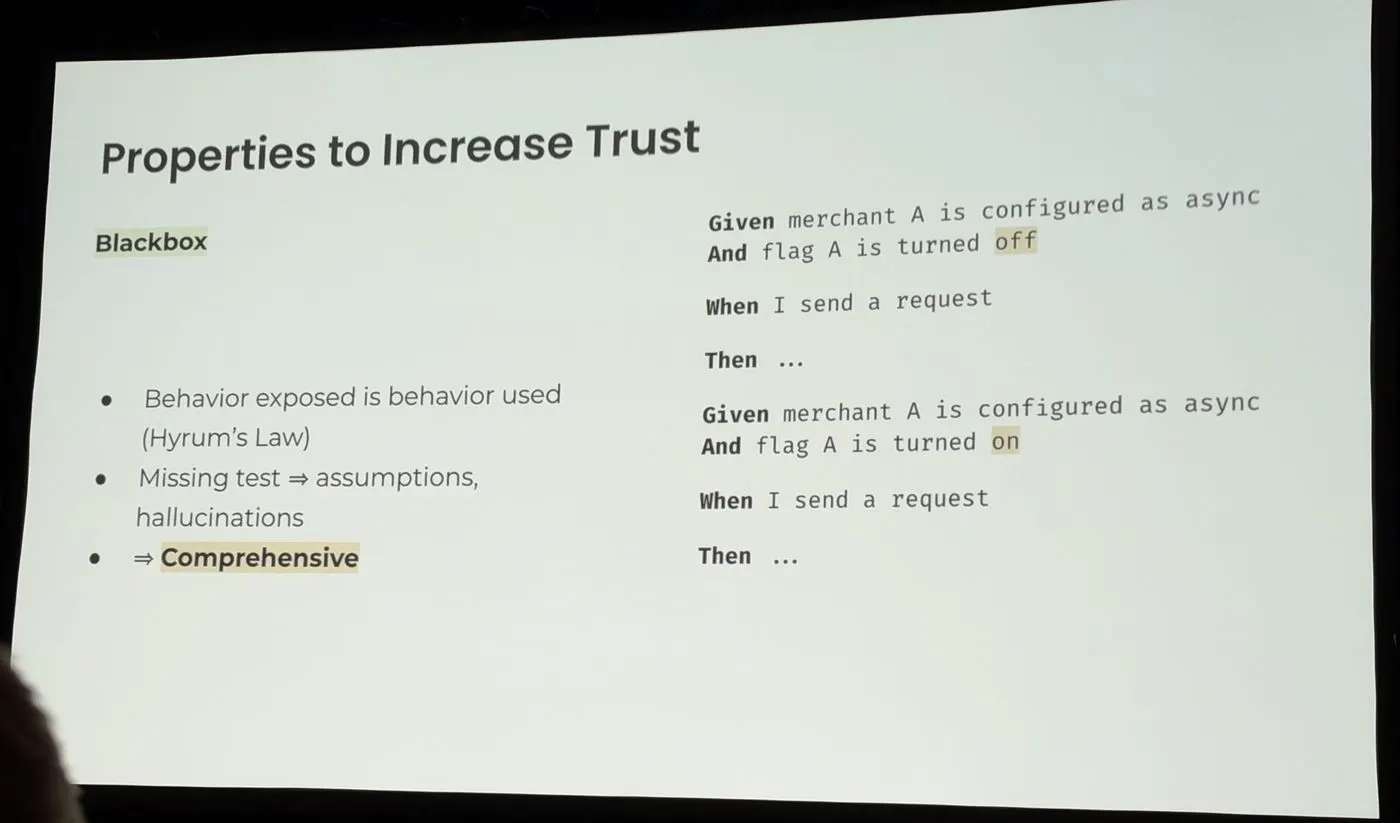 Properties to Increase Trust
Blackbox
● Behavior exposed is behavior used
(Hyrum's Law)
● Missing test ⇒ assumptions,
hallucinations
● ⇒ Comprehensive
Given merchant A is configured as async
And flag A is turned off
When I send a request
Then ...
Given merchant A is configured as async
And flag A is turned on
When I send a request
Then ...